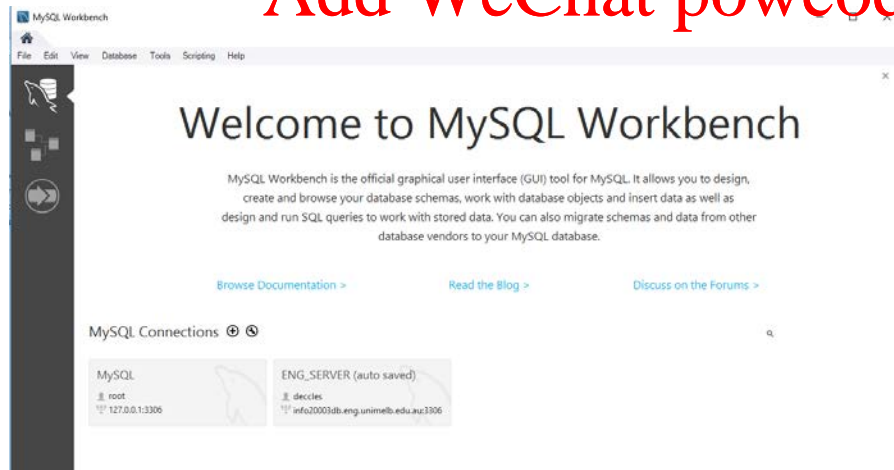 Add WeChat powcod
MySQL Workbench
File Edit View Database Tools Scripting Help
Welcome to MySQL Workbench
MySQL Workbench is the official graphical user interface (GUI) tool for MySQL. It allows you to design,
create and browse your database schemas, work with database objects and insert data as well as
design and run SQL queries to work with stored data. You can also migrate schemas and data from other
database vendors to your MySQL database.
Browse Documentation > Read the Blog > Discuss on the Forums >
MySQL Connections
MySQL
root
127.0.0.1:3306
ENG_SERVER (auto saved)
deccles
info20003db.eng.unimelb.edu.au:3306